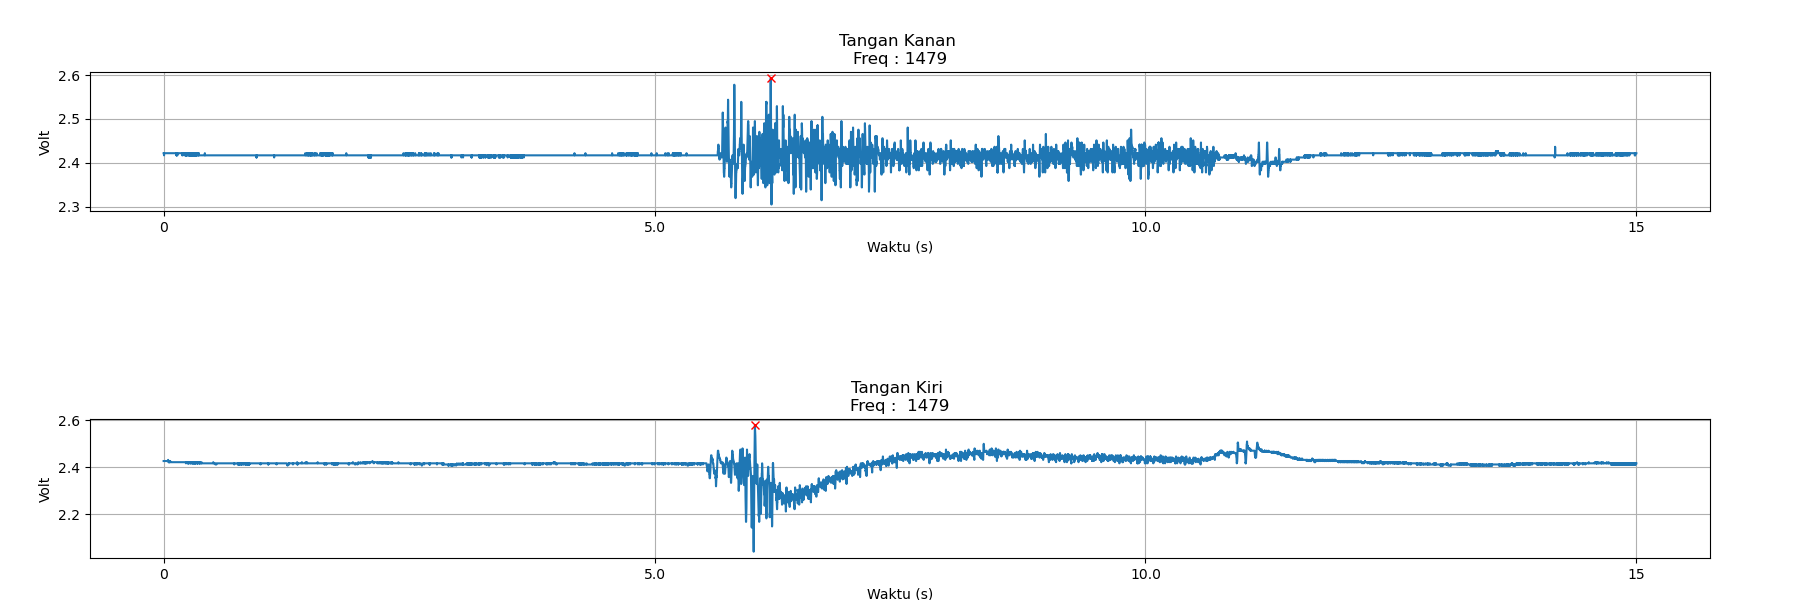 Tangan Kanan
Freq : 1479
2.6
2.5
2.4
2.3
Volt
0
5.0
10.0
15
Waktu (s)
Tangan Kiri
Freq :  1479
2.6
2.4
2.2
Volt
0
5.0
10.0
15
Waktu (s)